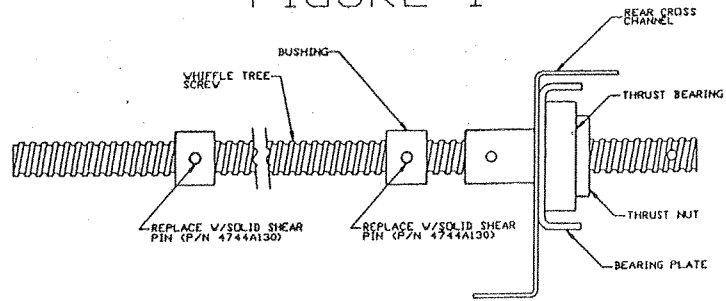 FIGURE 1
REAR CROSS
CHANNEL
BUSHING
WHIFFLE TREE
SCREW
THRUST BEARING
REPLACE W/SOLID SHEAR
PIN (P/N 4744A130)
REPLACE W/SOLID SHEAR
PIN (P/N 4744A130)
THRUST NUT
BEARING PLATE